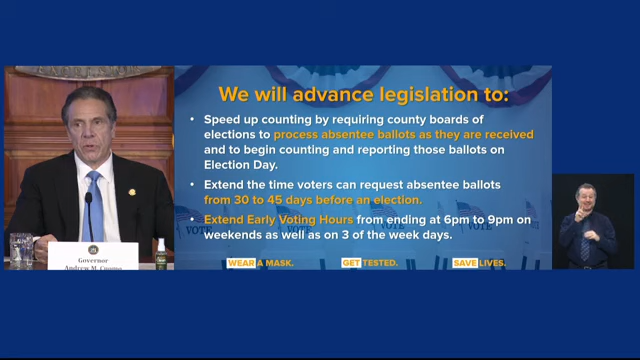 We will advance legislation to:
• Speed up counting by requiring county boards of
elections to process absentee ballots as they are received
and to begin counting and reporting those ballots on
Election Day.
• Extend the time voters can request absentee ballots
from 30 to 45 days before an election.
• Extend Early Voting Hours from ending at 6pm to 9pm on
weekends as well as on 3 of the week days.
VOTE
VOTE
WEAR A MASK. GET TESTED. SAVE LIVES.
Governor
Andrew M. Cuomo